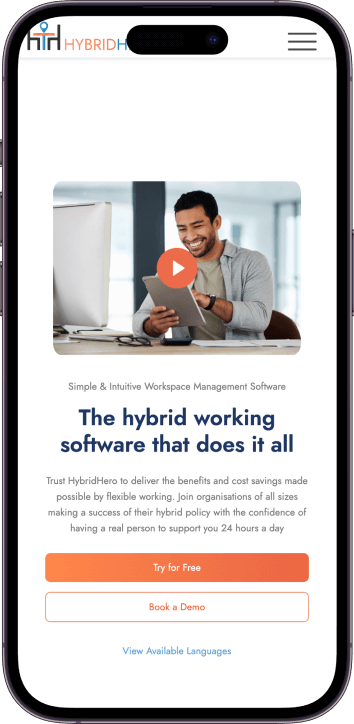 HYBRIDH
Simple & Intuitive Workspace Management Software
The hybrid working
software that does it all
Trust HybridHero to deliver the benefits and cost savings made
possible by flexible working. Join organisations of all sizes
making a success of their hybrid policy with the confidence of
having a real person to support you 24 hours a day
Try for Free
Book a Demo
View Available Languages